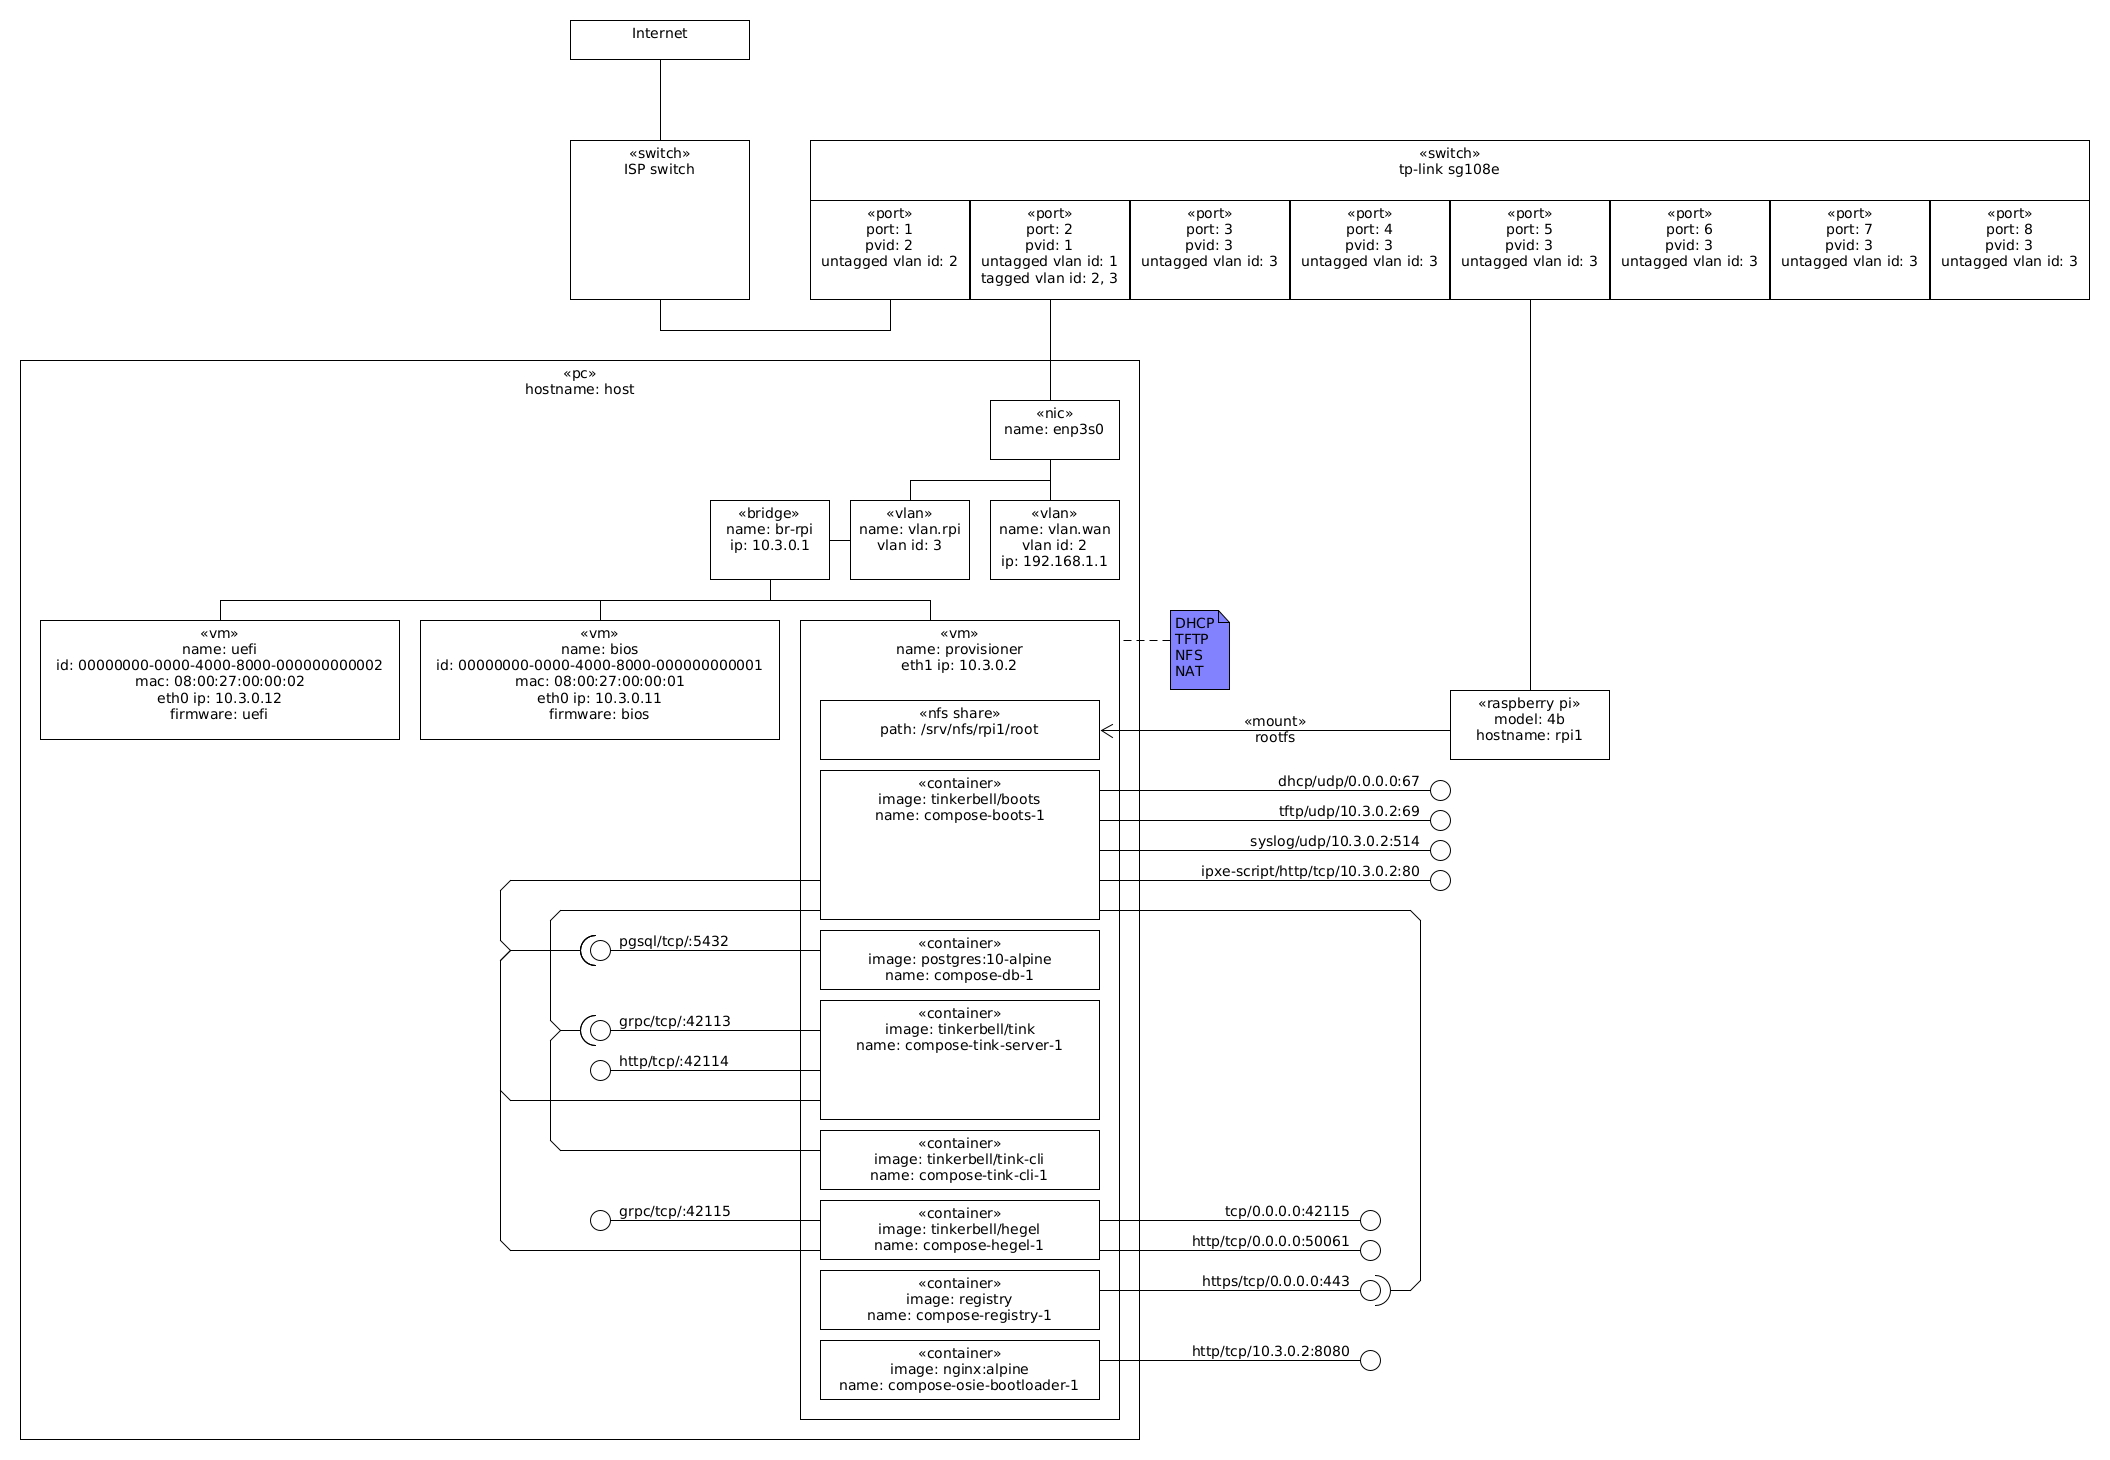 Internet
«switch»
ISP switch
«switch»
tp-link sg108e
«port»
port: 1
pvid: 2
untagged vlan id: 2
«port»
port: 2
pvid: 1
untagged vlan id: 1
tagged vlan id: 2, 3
«port»
port: 3
pvid: 3
untagged vlan id: 3
«port»
port: 4
pvid: 3
untagged vlan id: 3
«port»
port: 5
pvid: 3
untagged vlan id: 3
«port»
port: 6
pvid: 3
untagged vlan id: 3
«port»
port: 7
pvid: 3
untagged vlan id: 3
«port»
port: 8
pvid: 3
untagged vlan id: 3
«pc»
hostname: host
«nic»
name: enp3s0
«bridge»
name: br-rpi
ip: 10.3.0.1
«vlan»
name: vlan.rpi
vlan id: 3
«vlan»
name: vlan.wan
vlan id: 2
ip: 192.168.1.1
«vm»
name: uefi
id: 00000000-0000-4000-8000-000000000002
mac: 08:00:27:00:00:02
eth0 ip: 10.3.0.12
firmware: uefi
«vm»
name: bios
id: 00000000-0000-4000-8000-000000000001
mac: 08:00:27:00:00:01
eth0 ip: 10.3.0.11
firmware: bios
«vm»
name: provisioner
eth1 ip: 10.3.0.2
DHCP
TFTP
NFS
NAT
«nfs share»
path: /srv/nfs/rpi1/root
«mount»
rootfs
«raspberry pi»
model: 4b
hostname: rpi1
«container»
image: tinkerbell/boots
name: compose-boots-1
dhcp/udp/0.0.0.0:67
tftp/udp/10.3.0.2:69
syslog/udp/10.3.0.2:514
ipxe-script/http/tcp/10.3.0.2:80
pgsql/tcp/:5432
«container»
image: postgres:10-alpine
name: compose-db-1
grpc/tcp/:42113
http/tcp/:42114
«container»
image: tinkerbell/tink
name: compose-tink-server-1
«container»
image: tinkerbell/tink-cli
name: compose-tink-cli-1
grpc/tcp/:42115
«container»
image: tinkerbell/hegel
name: compose-hegel-1
tcp/0.0.0.0:42115
http/tcp/0.0.0.0:50061
«container»
image: registry
name: compose-registry-1
https/tcp/0.0.0.0:443
«container»
image: nginx:alpine
name: compose-osie-bootloader-1
http/tcp/10.3.0.2:8080